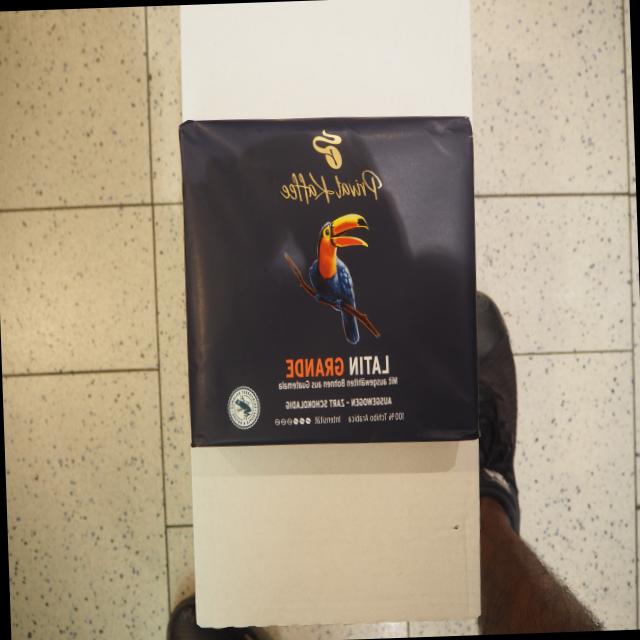 Privat Kaffee
LATIN GRANDE
Mit ausgewählten Bohnen aus Guatemala
AUSGEWOGEN - ZART SCHOKOLADIG
100 % Tchibo Arabica Intensität